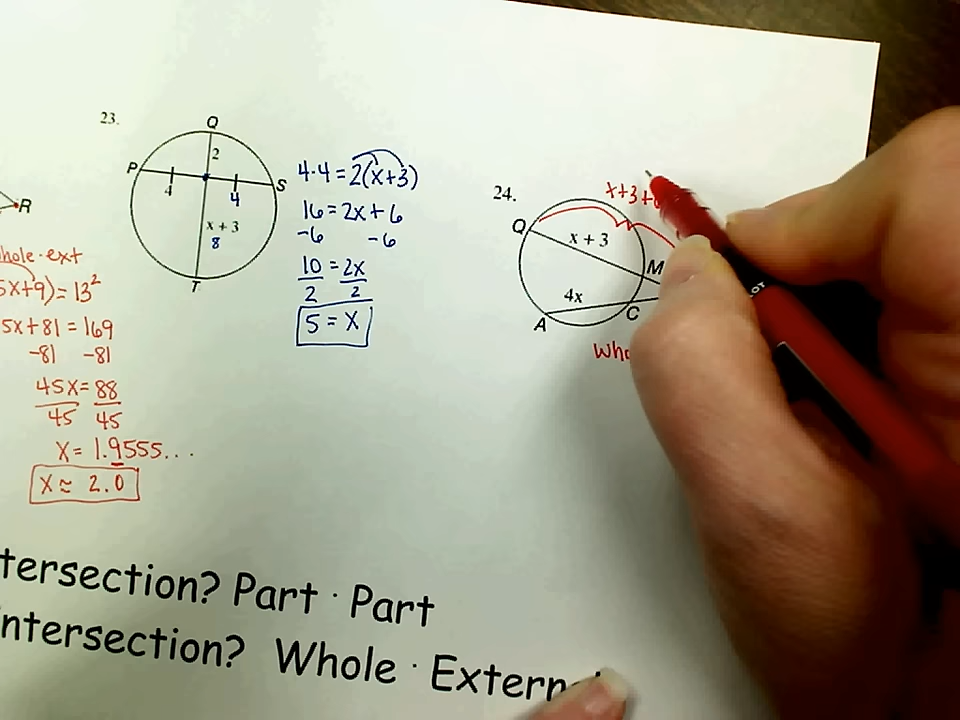 R
whole·ext
5x+9)=13²
5x+81=169
-81 -81
45x=88
45 45
x=1.9555...
x≈2.0
23.
Q
2
P
S
4
4
x + 3
8
T
4·4=2(x+3)
16=2x+6
-6 -6
10=2x
2 2
5=x
24.
x+3+
Q
x + 3
M
4x
A
C
tersection? Part · Part
ntersection? Whole · Extern